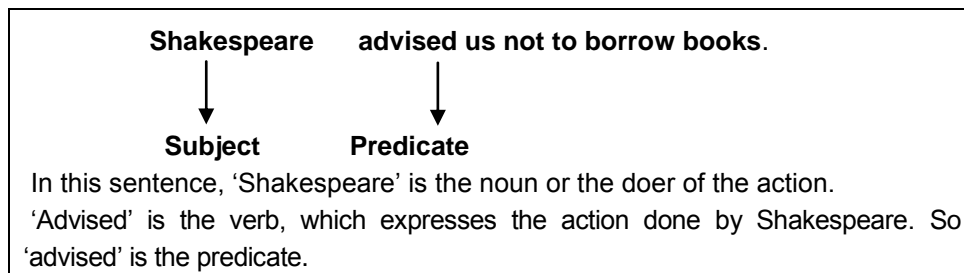 Shakespeare advised us not to borrow books.
Subject Predicate
In this sentence, ‘Shakespeare’ is the noun or the doer of the action.
‘Advised’ is the verb, which expresses the action done by Shakespeare. So
‘advised’ is the predicate.